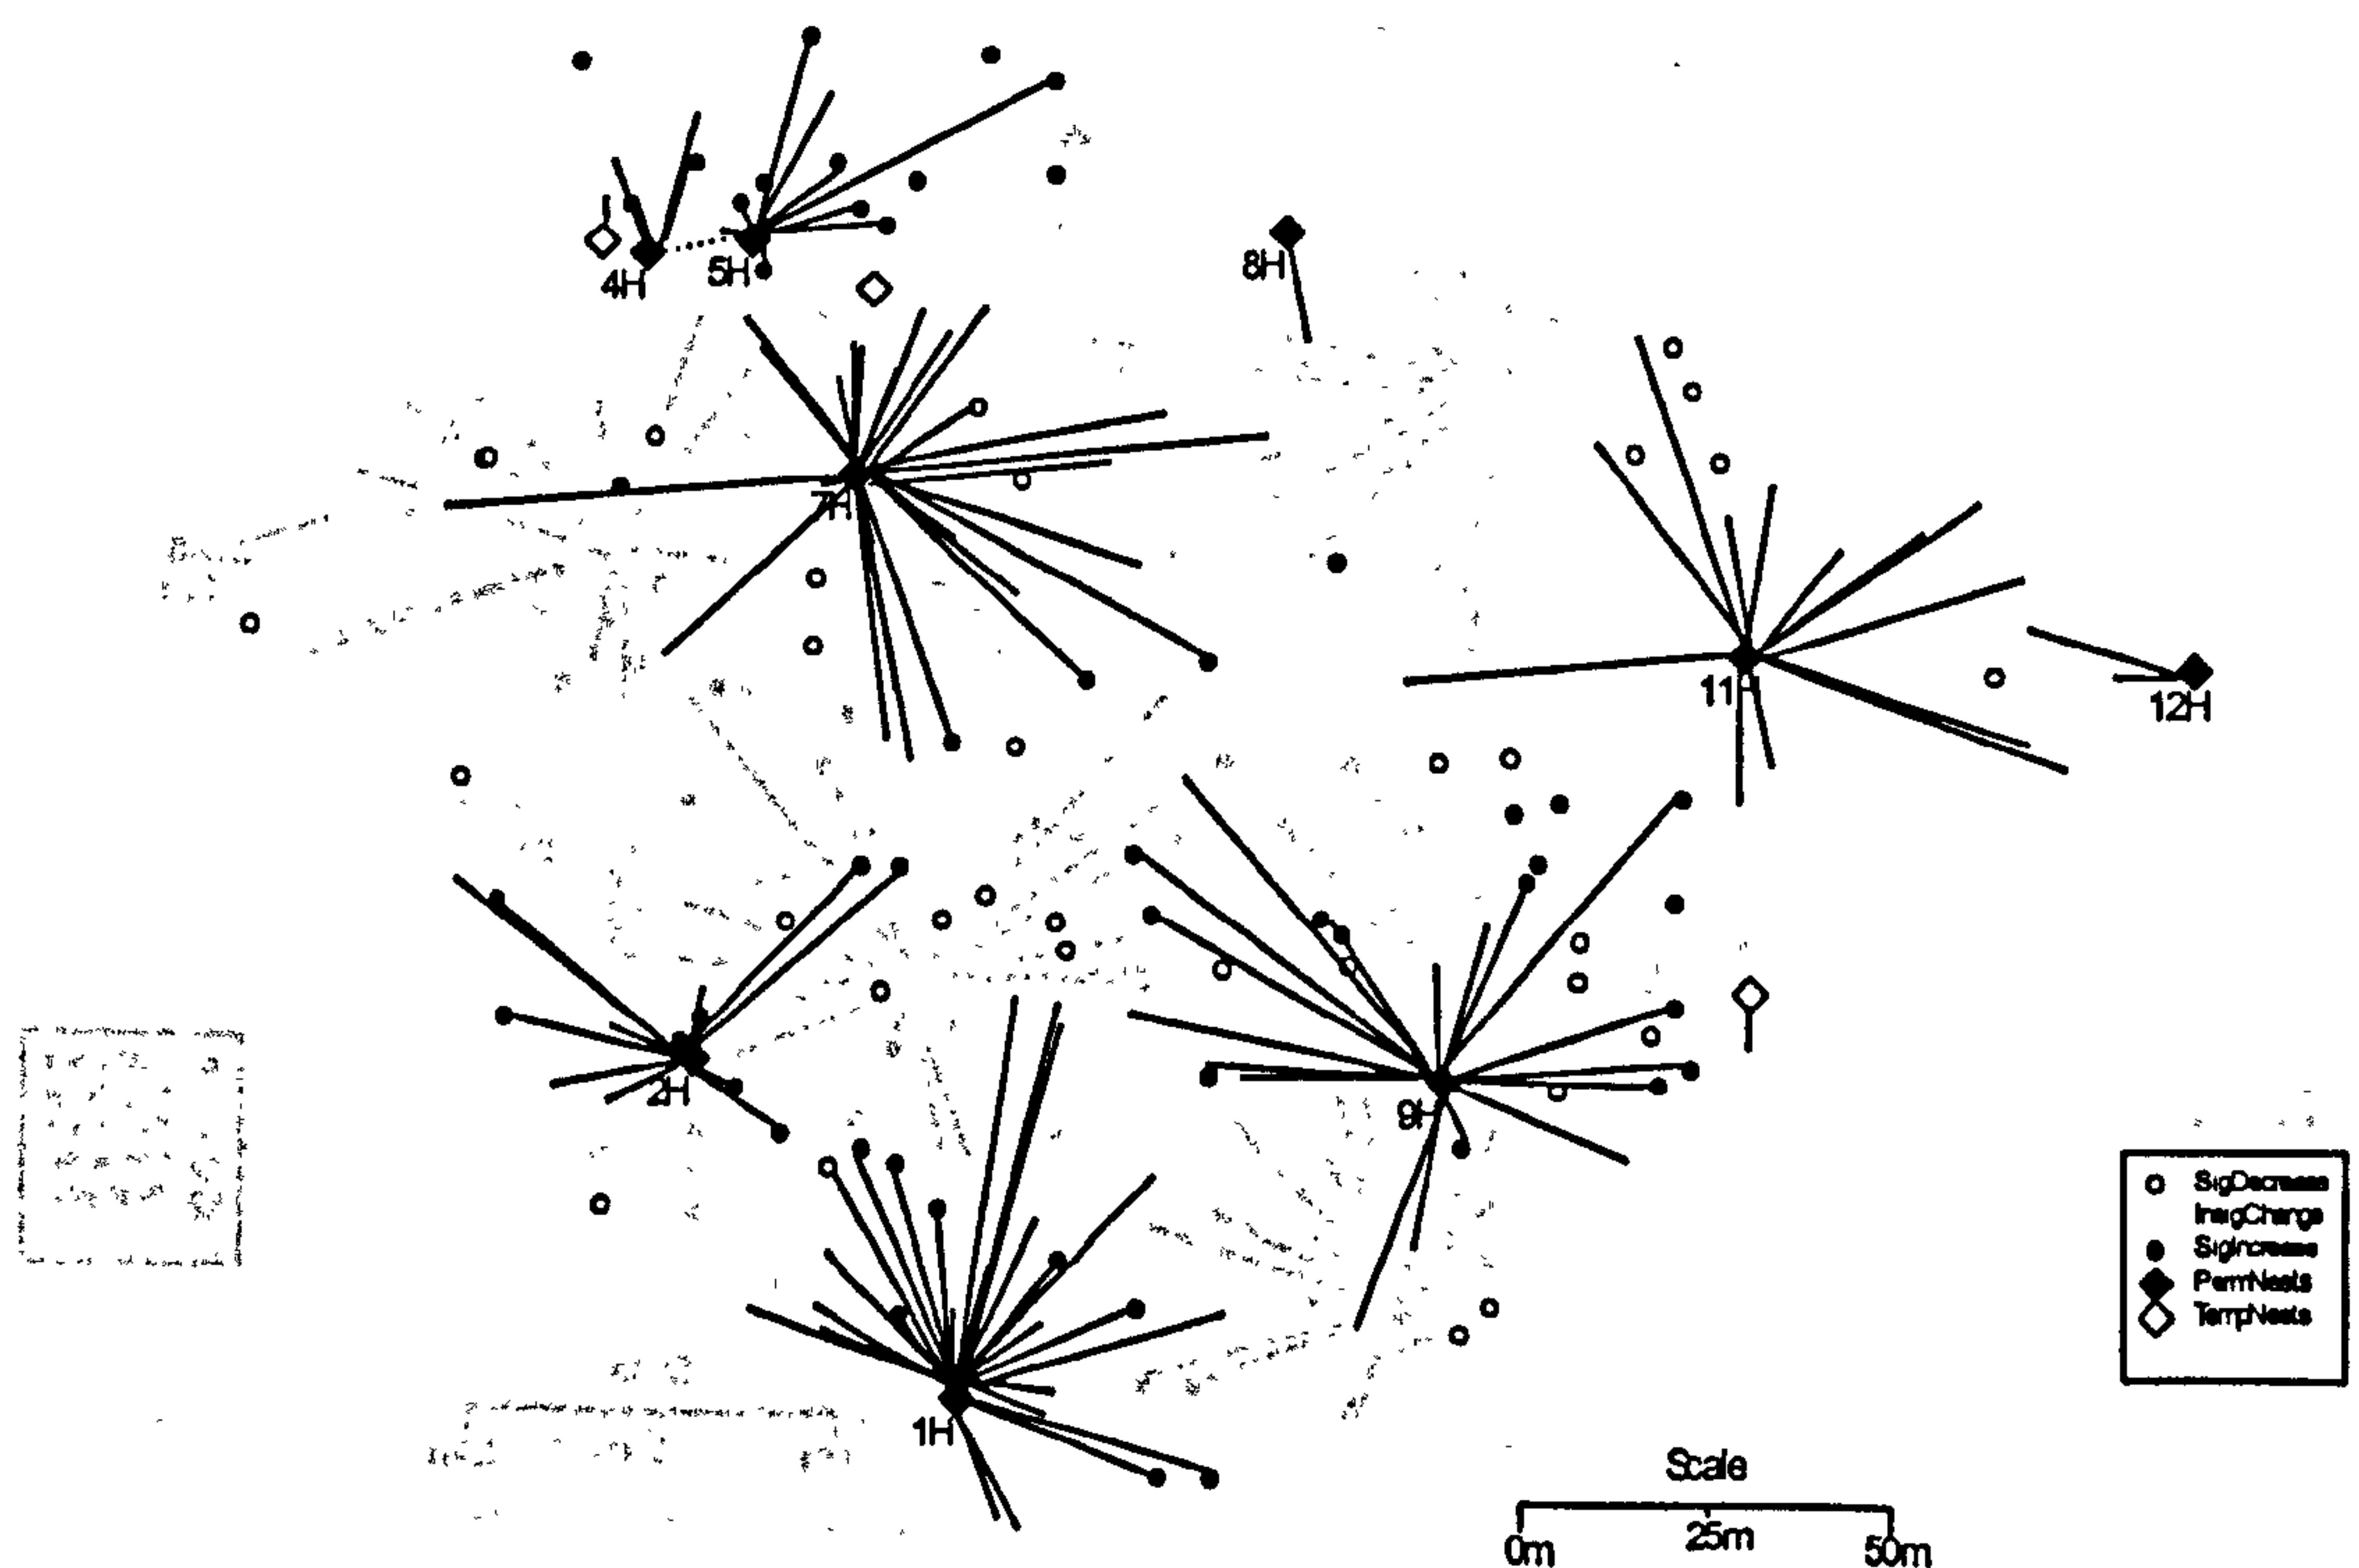 4H
5H
8H
7H
11H
12H
2H
9H
1H
SigDecrease
InsigChange
SigIncrease
PermNests
TempNests
Scale
0m
25m
50m